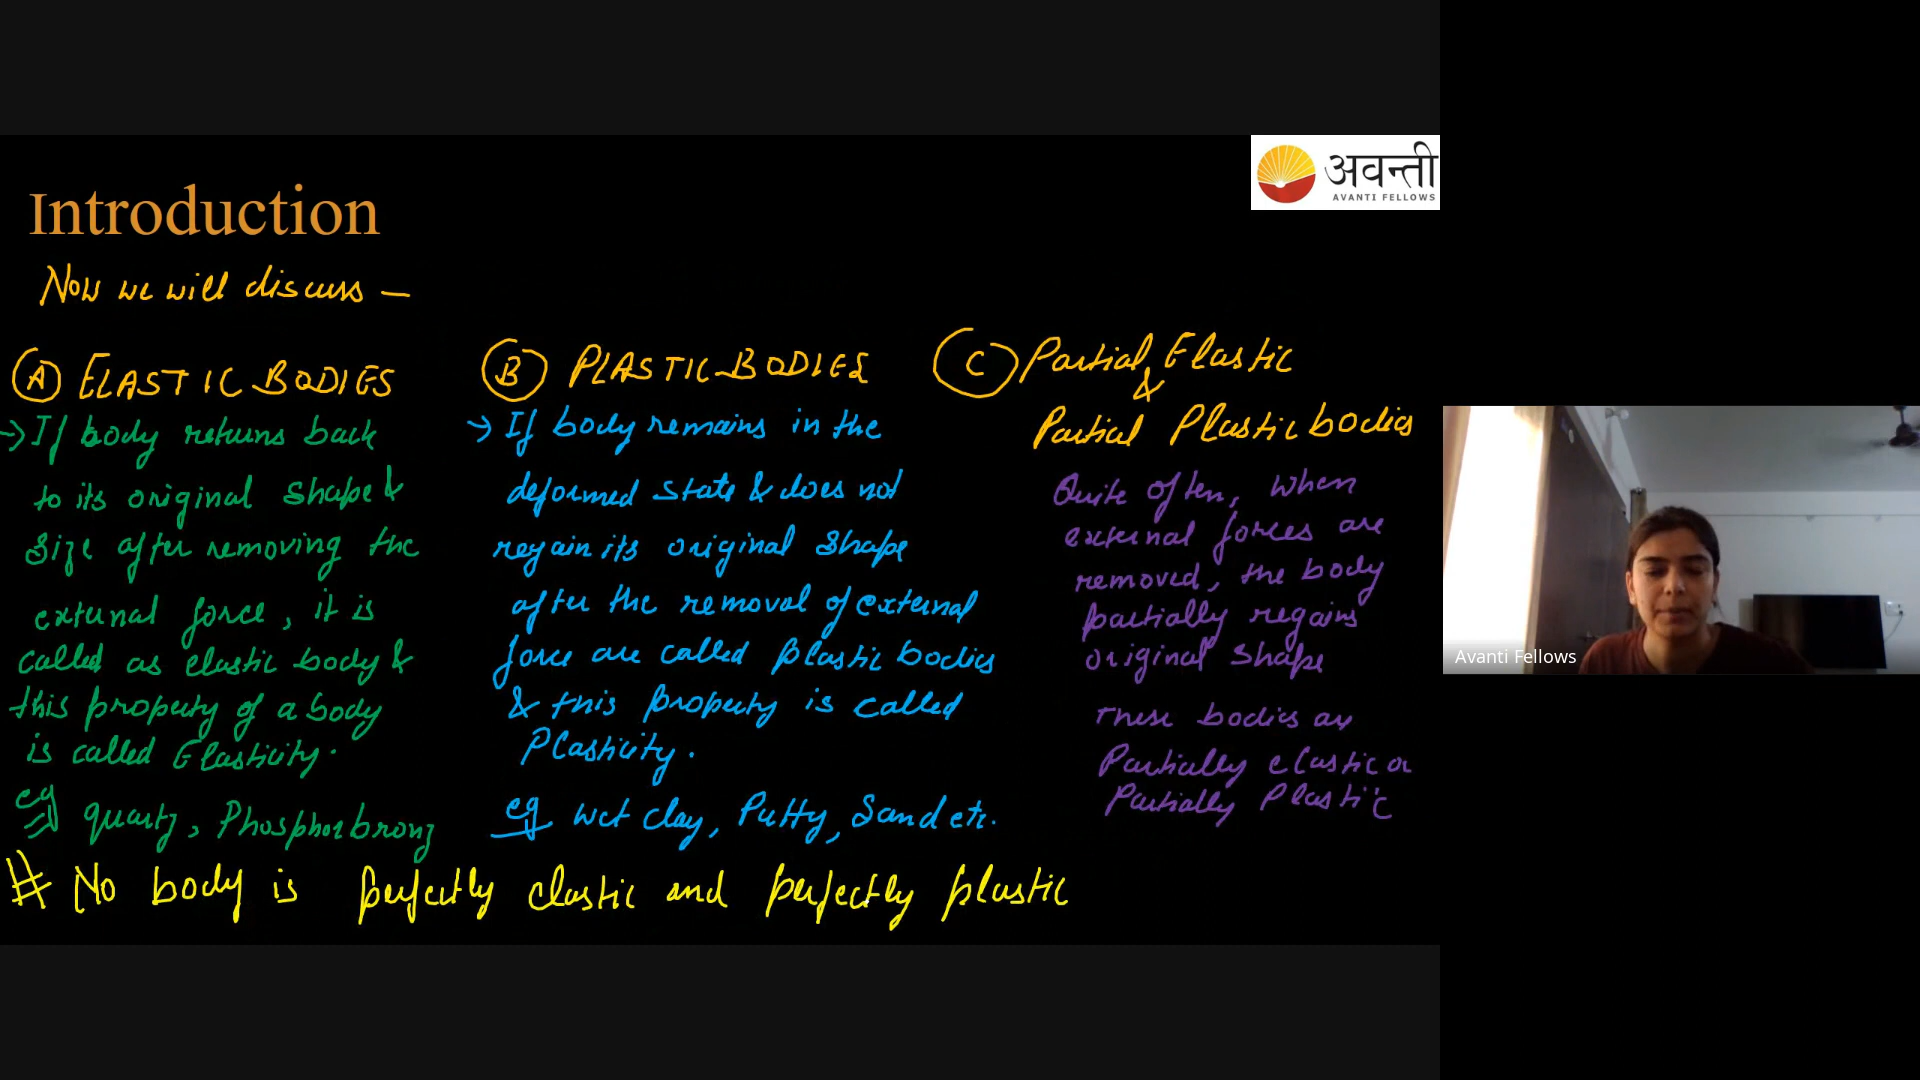 अवन्ती
AVANTI FELLOWS
Introduction
Now we will discuss —
(A) ELASTIC BODIES
→ If body returns back
to its original shape &
size after removing the
external force, it is
called as elastic body &
this property of a body
is called Elasticity.
eg quartz, Phosphor bronz
(B) PLASTIC BODIES
→ If body remains in the
deformed state & does not
regain its original shape
after the removal of external
force are called plastic bodies
& this property is called
Plasticity.
eg wet clay, Putty, Sand etc.
(C) Partial Elastic
&
Partial Plastic bodies
Quite often, when
external forces are
removed, the body
partially regains
original shape
These bodies are
Partially elastic or
Partially Plastic
# No body is perfectly elastic and perfectly plastic
Avanti Fellows